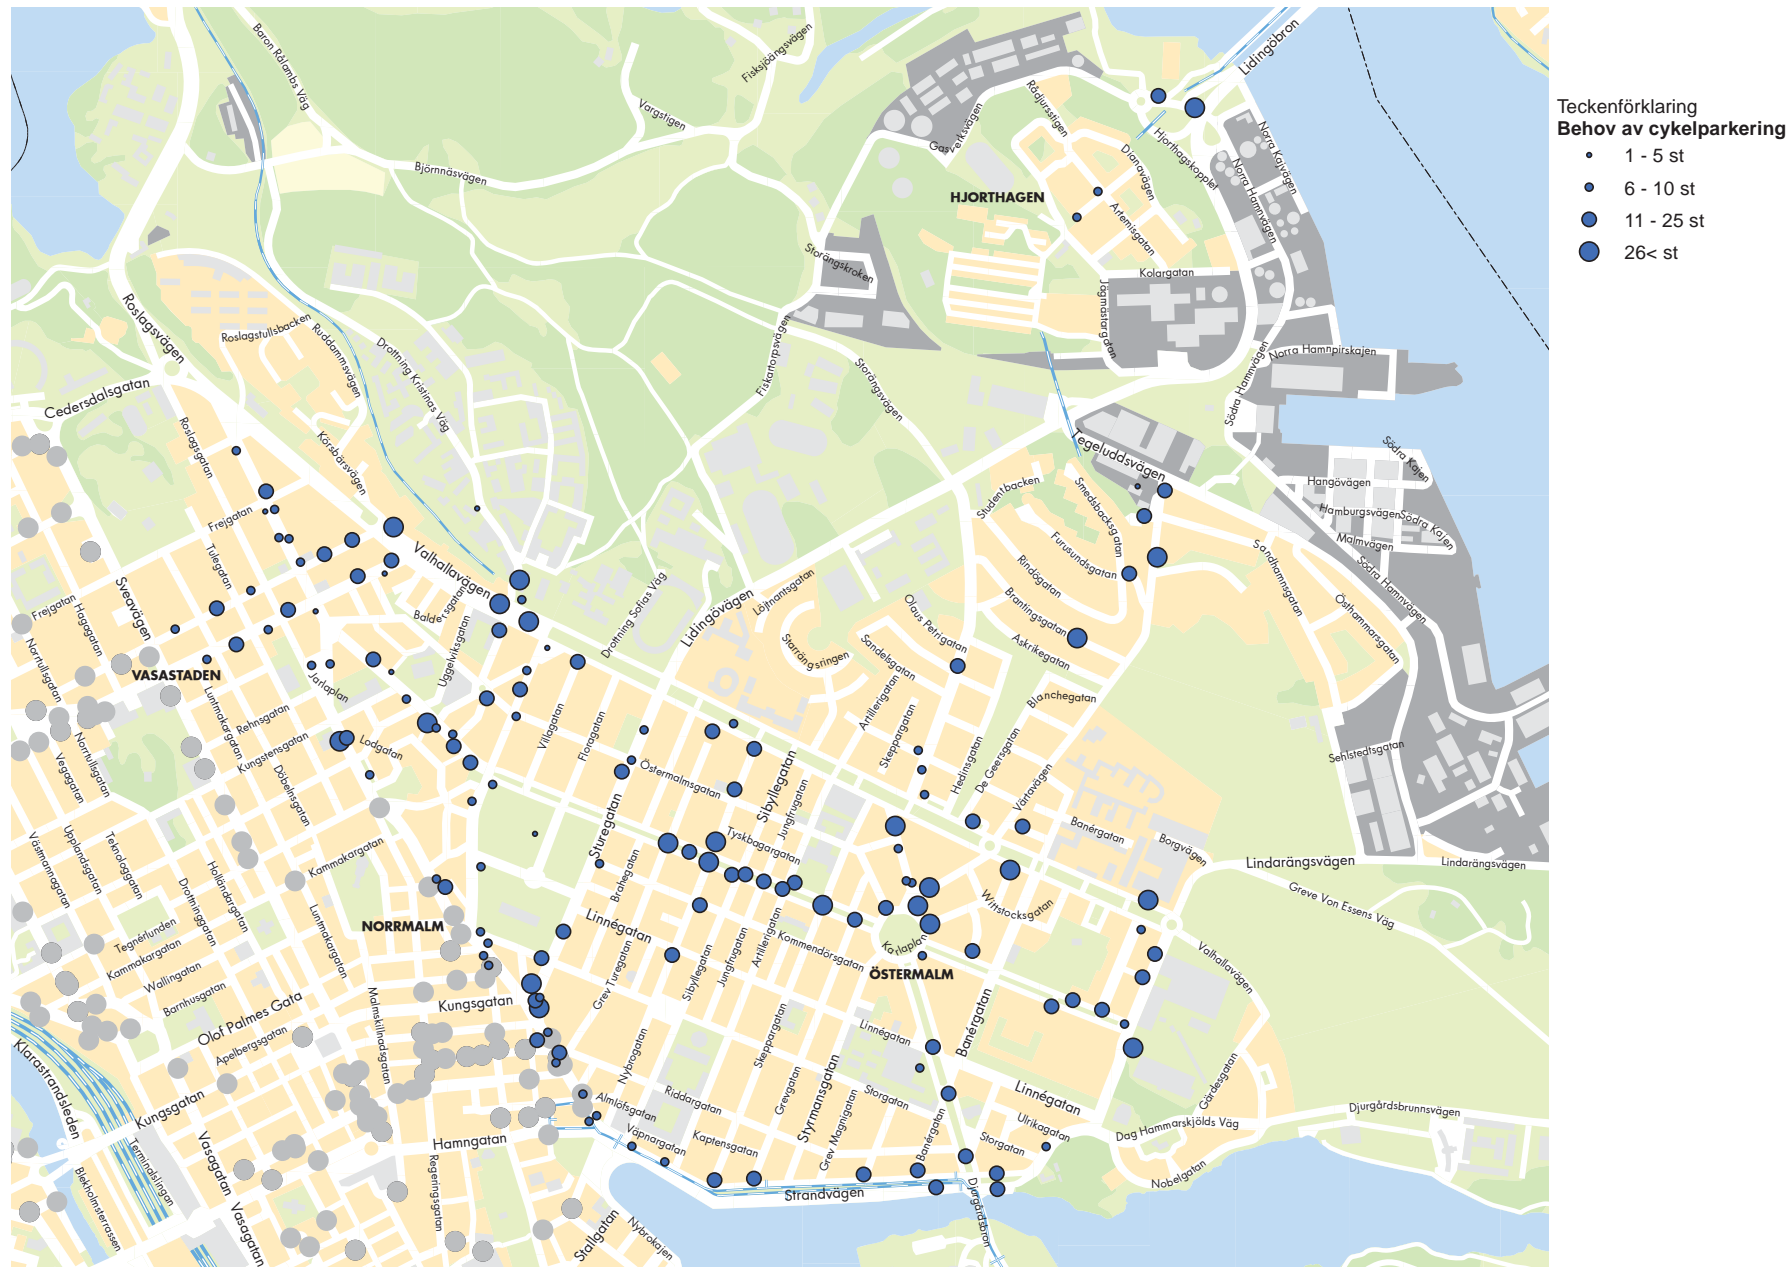 Teckenförklaring
Behov av cykelparkering
1 - 5 st
6 - 10 st
11 - 25 st
26< st
Baron Rålambs Väg
Fisksjöängsvägen
Lidingöbron
Vargstigen
Rådjursstigen
Gasverksvägen
Norra Kajvägen
Hjorthagskopplet
Dianavägen
Norra Hamnvägen
Björnnäsvägen
HJORTHAGEN
Artemisgatan
Storängskroken
Kolargatan
Jägmästargatan
Roslagsvägen
Roslagstullsbacken
Ruddammsvägen
Drottning Kristinas Väg
Fiskartorpsvägen
Storängsvägen
Norra Hamnpirskajen
Södra Hamnvägen
Cedersdalsgatan
Roslagsgatan
Körsbärsvägen
Tegeluddsvägen
Södra Kajen
Studentbacken
Smedsbacksgatan
Hangövägen
Hamburgsvägen
Södra Kajen
Malmvägen
Frejgatan
Tulegatan
Valhallavägen
Furusundsgatan
Rindögatan
Sandhamnsgatan
Södra Hamnvägen
Sveavägen
Frejgatan
Hagagatan
Baldersgatan
Drottning Sofias Väg
Lidingövägen
Löjtnantsgatan
Olaus Petrigatan
Brantingsgatan
Askrikegatan
Östhammarsgatan
Norrtullsgatan
Uggelviksgatan
Starrängsringen
Sandelsgatan
VASASTADEN
Jarlaplan
Luntmakargatan
Rehnsgatan
Artillerigatan
Skeppargatan
Blanchegatan
Villagatan
Floragatan
Norrtullsgatan
Kungstensgatan
Lodgatan
Vegagatan
Döbelnsgatan
Östermalmsgatan
Sibyllegatan
Jungfrugatan
Hedinsgatan
De Geersgatan
Värtavägen
Sehlstedtsgatan
Sturegatan
Tyskbagargatan
Banérgatan
Borgvägen
Västmannagatan
Upplandsgatan
Teknologgatan
Kammakargatan
Holländargatan
Drottninggatan
Brahegatan
Lindarängsvägen
Lindarängsvägen
Greve Von Essens Väg
Wittstocksgatan
Luntmakargatan
NORRMALM
Linnégatan
Tegnérlunden
Kammakargatan
Wallingatan
Barnhusgatan
Artillerigatan
Jungfrugatan
Sibyllegatan
Kommendörsgatan
Karlaplan
ÖSTERMALM
Valhallavägen
Grev Turegatan
Kungsgatan
Malmskillnadsgatan
Olof Palmes Gata
Apelbergsgatan
Banérgatan
Linnégatan
Skeppargatan
Nybrogatan
Klarastrandsleden
Kungsgatan
Riddargatan
Grevgatan
Styrmansgatan
Storgatan
Linnégatan
Gärdesgatan
Almlöfsgatan
Banérgatan
Ulrikagatan
Djurgårdsbrunnsvägen
Dag Hammarskjölds Väg
Hamngatan
Väpnargatan
Kaptensgatan
Grev Magnigatan
Storgatan
Vasagatan
Terminalslingan
Blekholmsterrassen
Regeringsgatan
Nobelgatan
Strandvägen
Djurgårdsbron
Vasagatan
Stallgatan
Nybrokajen